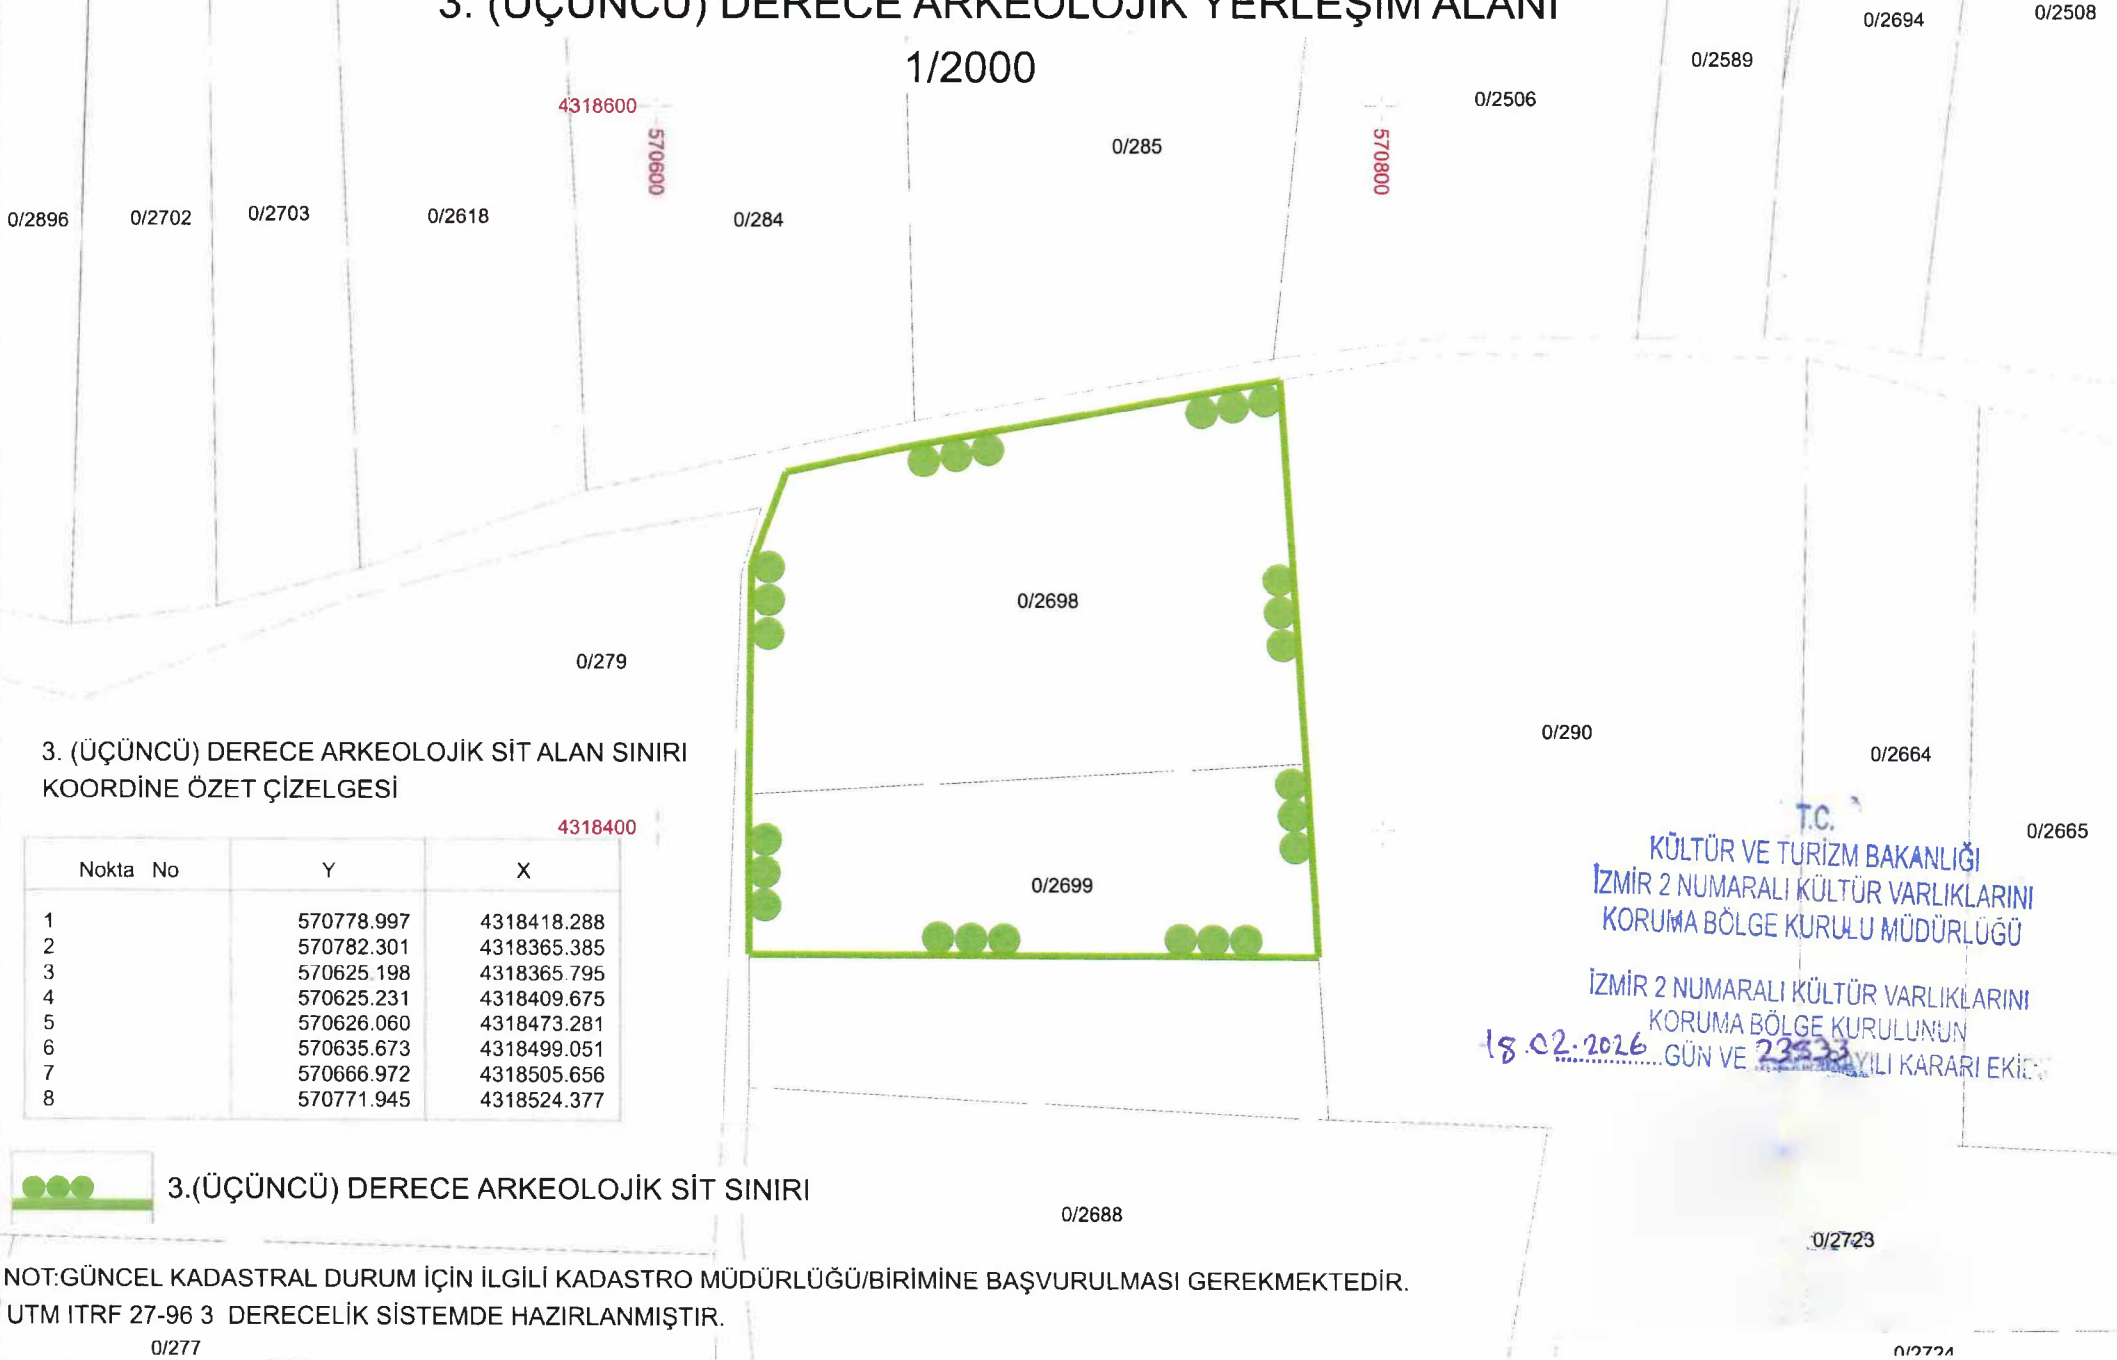 3. (ÜÇÜNCÜ) DERECE ARKEOLOJİK YERLEŞİM ALANI
1/2000
0/2694
0/2508
0/2589
4318600
570600
570800
0/2506
0/285
0/2896
0/2702
0/2703
0/2618
0/284
0/2698
0/279
0/290
0/2664
3. (ÜÇÜNCÜ) DERECE ARKEOLOJİK SİT ALAN SINIRI
KOORDİNE ÖZET ÇİZELGESİ
4318400
0/2665
0/2699
Nokta No Y X
1 570778.997 4318418.288
2 570782.301 4318365.385
3 570625.198 4318365.795
4 570625.231 4318409.675
5 570626.060 4318473.281
6 570635.673 4318499.051
7 570666.972 4318505.656
8 570771.945 4318524.377
T.C.
KÜLTÜR VE TURİZM BAKANLIĞI
İZMİR 2 NUMARALI KÜLTÜR VARLIKLARINI
KORUMA BÖLGE KURULU MÜDÜRLÜĞÜ
İZMİR 2 NUMARALI KÜLTÜR VARLIKLARINI
KORUMA BÖLGE KURULUNUN
18.02.2026 GÜN VE YILI KARARI EKİ
3.(ÜÇÜNCÜ) DERECE ARKEOLOJİK SİT SINIRI
0/2688
0/2723
NOT:GÜNCEL KADASTRAL DURUM İÇİN İLGİLİ KADASTRO MÜDÜRLÜĞÜ/BİRİMİNE BAŞVURULMASI GEREKMEKTEDİR.
UTM ITRF 27-96 3 DERECELİK SİSTEMDE HAZIRLANMIŞTIR.
0/277
0/2724